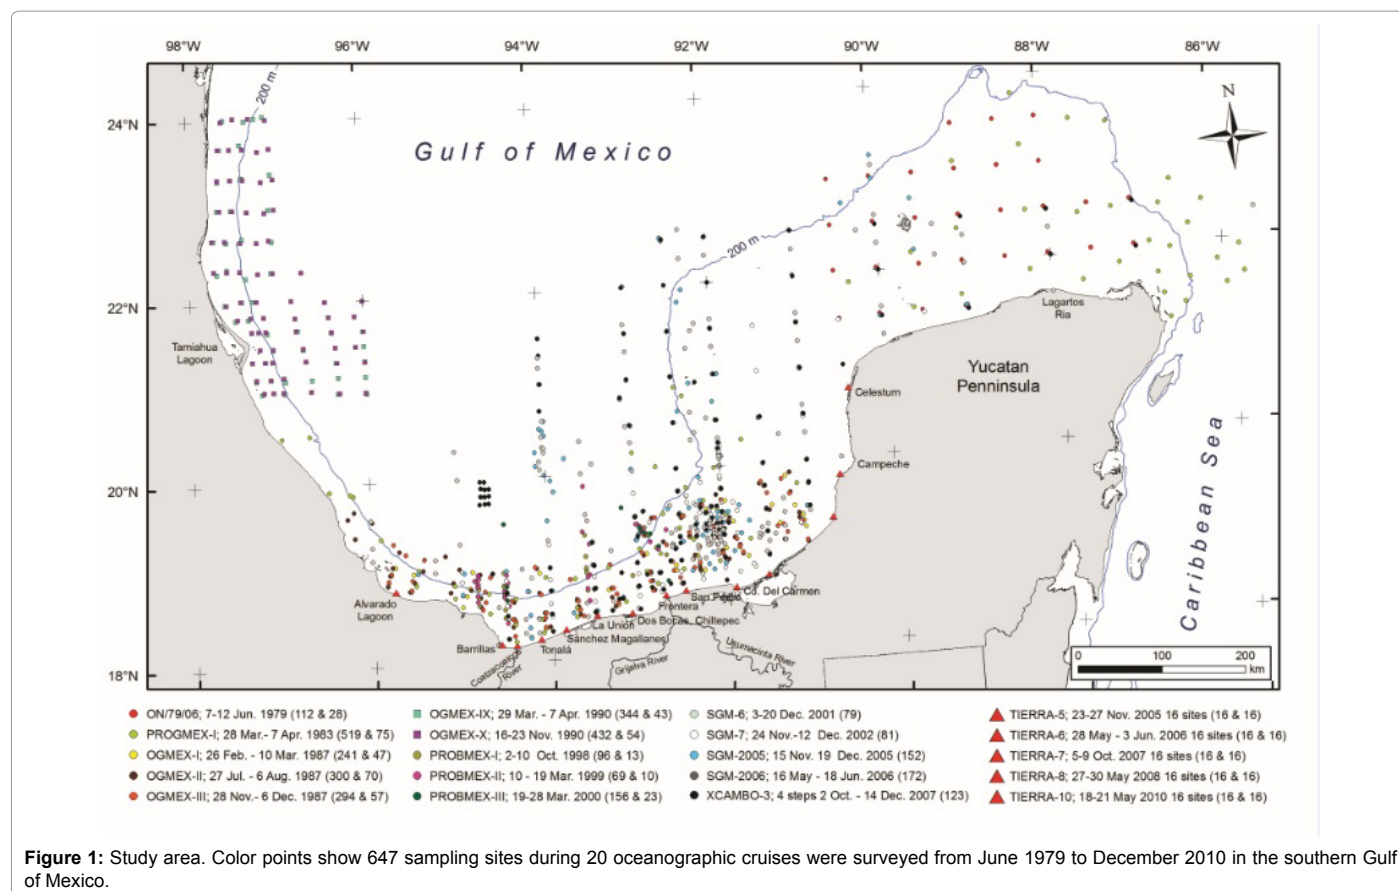 98°W 96°W 94°W 92°W 90°W 88°W 86°W
200 m
N
24°N
Gulf of Mexico
200 m
22°N
Lagartos
Ria
Tamiahua
Lagoon
Yucatan
Penninsula
Celestum
Campeche
20°N
Caribbean Sea
Cd. Del Carmen
San Pedro
Alvarado
Lagoon
Frontera
Dos Bocas, Chiltepec
La Unión
Sánchez Magallanes
Barrillas
Tonalá
Coatzacoalcos
River
Grijalva River
Usumacinta River
0 100 200
km
18°N
ON/79/06; 7-12 Jun. 1979 (112 & 28)
PROGMEX-I; 28 Mar.- 7 Apr. 1983 (519 & 75)
OGMEX-I; 26 Feb. - 10 Mar. 1987 (241 & 47)
OGMEX-II; 27 Jul. - 6 Aug. 1987 (300 & 70)
OGMEX-III; 28 Nov.- 6 Dec. 1987 (294 & 57)
OGMEX-IX; 29 Mar. - 7 Apr. 1990 (344 & 43)
OGMEX-X; 16-23 Nov. 1990 (432 & 54)
PROBMEX-I; 2-10 Oct. 1998 (96 & 13)
PROBMEX-II; 10 - 19 Mar. 1999 (69 & 10)
PROBMEX-III; 19-28 Mar. 2000 (156 & 23)
SGM-6; 3-20 Dec. 2001 (79)
SGM-7; 24 Nov.-12 Dec. 2002 (81)
SGM-2005; 15 Nov. 19 Dec. 2005 (152)
SGM-2006; 16 May - 18 Jun. 2006 (172)
XCAMBO-3; 4 steps 2 Oct. - 14 Dec. 2007 (123)
TIERRA-5; 23-27 Nov. 2005 16 sites (16 & 16)
TIERRA-6; 28 May - 3 Jun. 2006 16 sites (16 & 16)
TIERRA-7; 5-9 Oct. 2007 16 sites (16 & 16)
TIERRA-8; 27-30 May 2008 16 sites (16 & 16)
TIERRA-10; 18-21 May 2010 16 sites (16 & 16)
Figure 1: Study area. Color points show 647 sampling sites during 20 oceanographic cruises were surveyed from June 1979 to December 2010 in the southern Gulf
of Mexico.